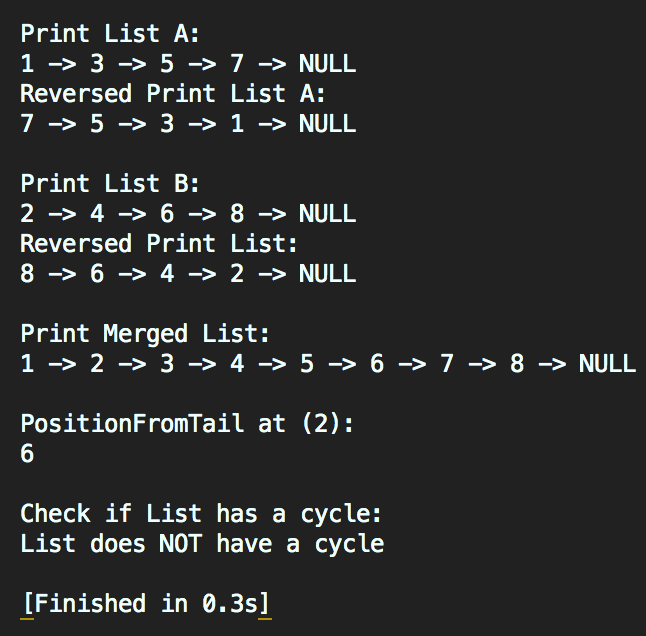 Print List A:
1 —> 3 —> 5 —> 7 —> NULL
Reversed Print List A:
7 —> 5 —> 3 —> 1 —> NULL

Print List B:
2 —> 4 —> 6 —> 8 —> NULL
Reversed Print List:
8 —> 6 —> 4 —> 2 —> NULL

Print Merged List:
1 —> 2 —> 3 —> 4 —> 5 —> 6 —> 7 —> 8 —> NULL

PositionFromTail at (2):
6

Check if List has a cycle:
List does NOT have a cycle

[Finished in 0.3s]